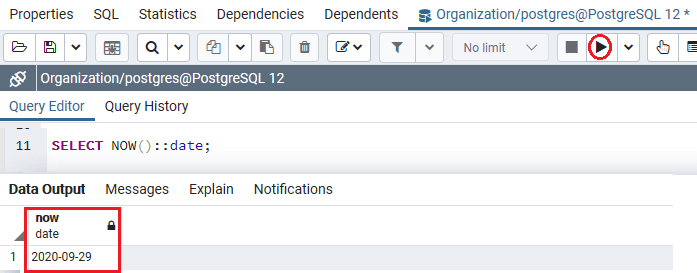 Properties SQL Statistics Dependencies Dependents Organization/postgres@PostgreSQL 12 *
No limit
Organization/postgres@PostgreSQL 12
Query Editor Query History
11 SELECT NOW()::date;
Data Output Messages Explain Notifications
now
date
1 2020-09-29